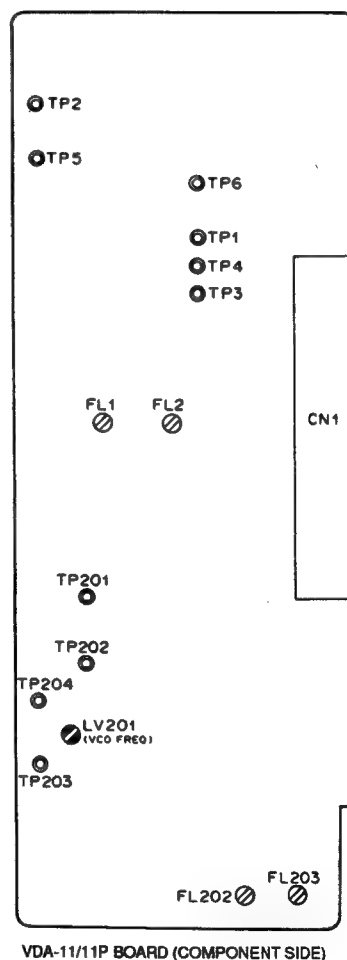 TP2
TP5
TP6
TP1
TP4
TP3
FL1 FL2
CN1
TP201
TP202
TP204
LV201
(VCO FREQ)
TP203
FL203
FL202
VDA-11/11P BOARD (COMPONENT SIDE)